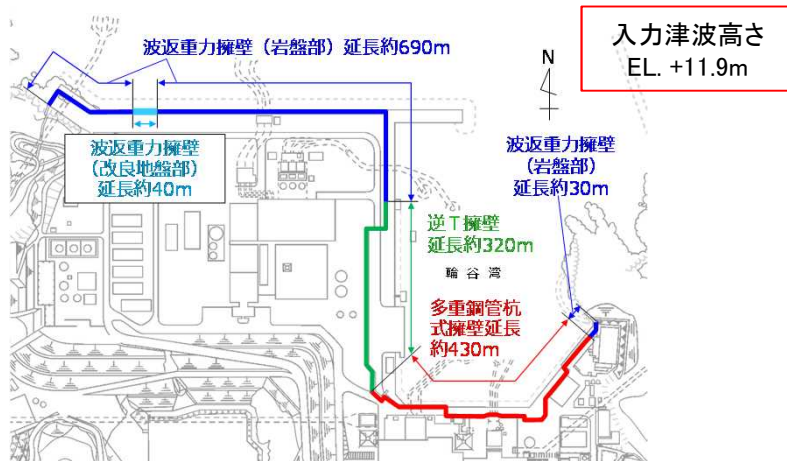 波返重力擁壁（岩盤部）延長約690m
入力津波高さ
EL. +11.9m
N
波返重力擁壁
（改良地盤部）
延長約40m
波返重力擁壁
（岩盤部）
延長約30m
逆Ｔ擁壁
延長約320m
輪谷湾
多重鋼管杭
式擁壁延長
約430m